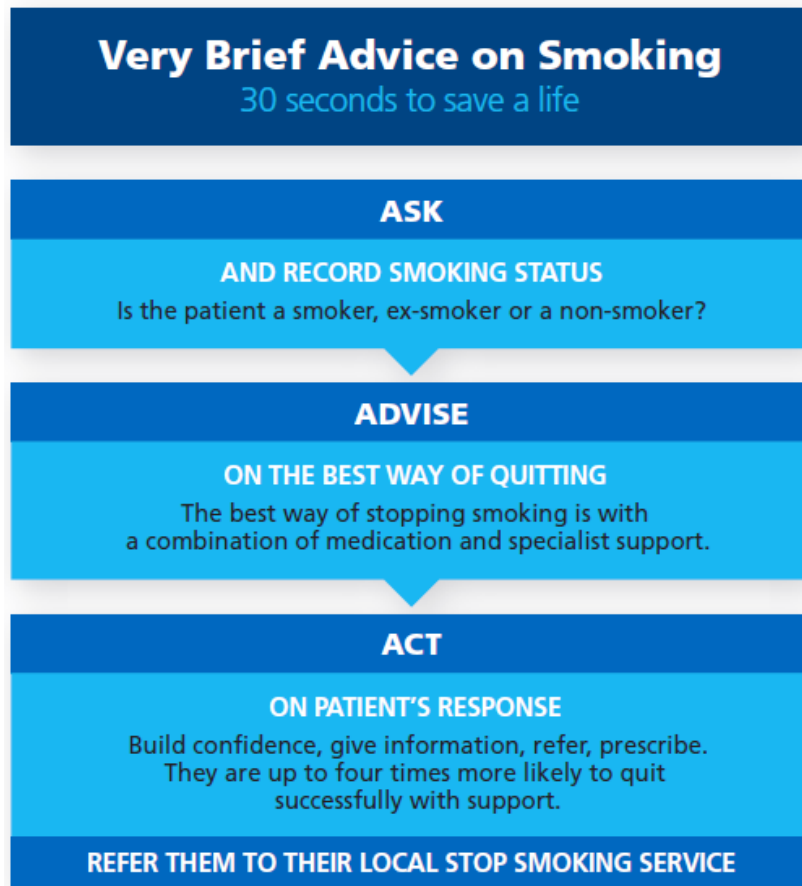 Very Brief Advice on Smoking
30 seconds to save a life
ASK
AND RECORD SMOKING STATUS
Is the patient a smoker, ex-smoker or a non-smoker?
ADVISE
ON THE BEST WAY OF QUITTING
The best way of stopping smoking is with
a combination of medication and specialist support.
ACT
ON PATIENT'S RESPONSE
Build confidence, give information, refer, prescribe.
They are up to four times more likely to quit
successfully with support.
REFER THEM TO THEIR LOCAL STOP SMOKING SERVICE